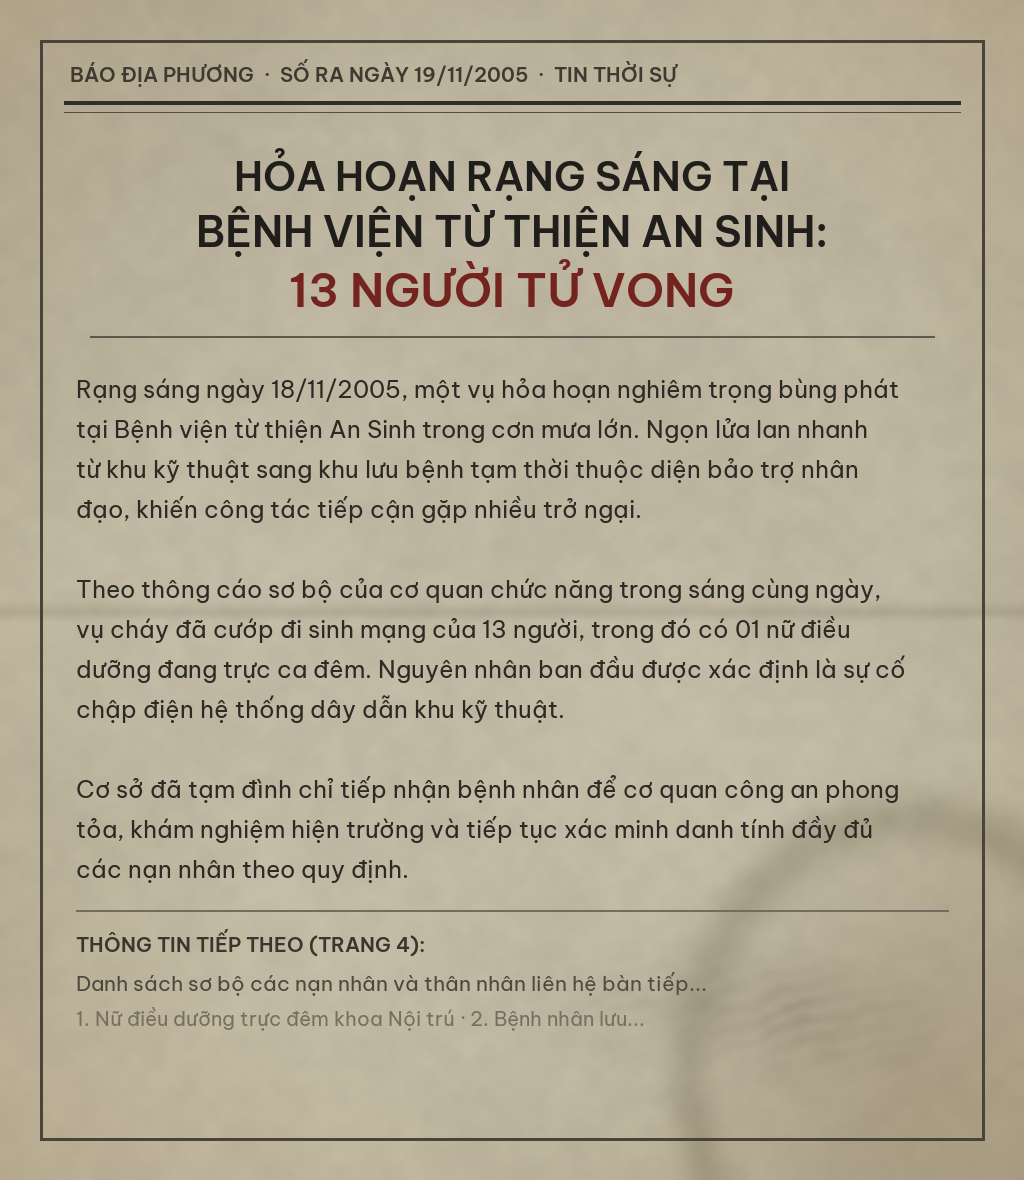 BÁO ĐỊA PHƯƠNG · SỐ RA NGÀY 19/11/2005 · TIN THỜI SỰ
HỎA HOẠN RẠNG SÁNG TẠI
BỆNH VIỆN TỪ THIỆN AN SINH:
13 NGƯỜI TỬ VONG
Rạng sáng ngày 18/11/2005, một vụ hỏa hoạn nghiêm trọng bùng phát
tại Bệnh viện từ thiện An Sinh trong cơn mưa lớn. Ngọn lửa lan nhanh
từ khu kỹ thuật sang khu lưu bệnh tạm thời thuộc diện bảo trợ nhân
đạo, khiến công tác tiếp cận gặp nhiều trở ngại.
Theo thông cáo sơ bộ của cơ quan chức năng trong sáng cùng ngày,
vụ cháy đã cướp đi sinh mạng của 13 người, trong đó có 01 nữ điều
dưỡng đang trực ca đêm. Nguyên nhân ban đầu được xác định là sự cố
chập điện hệ thống dây dẫn khu kỹ thuật.
Cơ sở đã tạm đình chỉ tiếp nhận bệnh nhân để cơ quan công an phong
tỏa, khám nghiệm hiện trường và tiếp tục xác minh danh tính đầy đủ
các nạn nhân theo quy định.
THÔNG TIN TIẾP THEO (TRANG 4):
Danh sách sơ bộ các nạn nhân và thân nhân liên hệ bàn tiếp...
1. Nữ điều dưỡng trực đêm khoa Nội trú · 2. Bệnh nhân lưu...